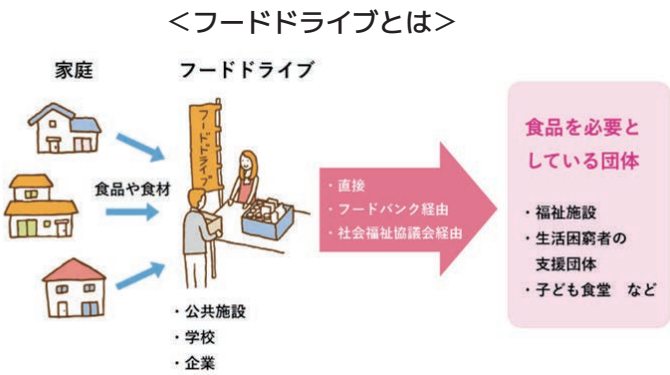 ＜フードドライブとは＞
家庭
フードドライブ
フードドライブ
食品や食材
・公共施設
・学校
・企業
・直接
・フードバンク経由
・社会福祉協議会経由
食品を必要と
している団体
・福祉施設
・生活困窮者の
支援団体
・子ども食堂　など